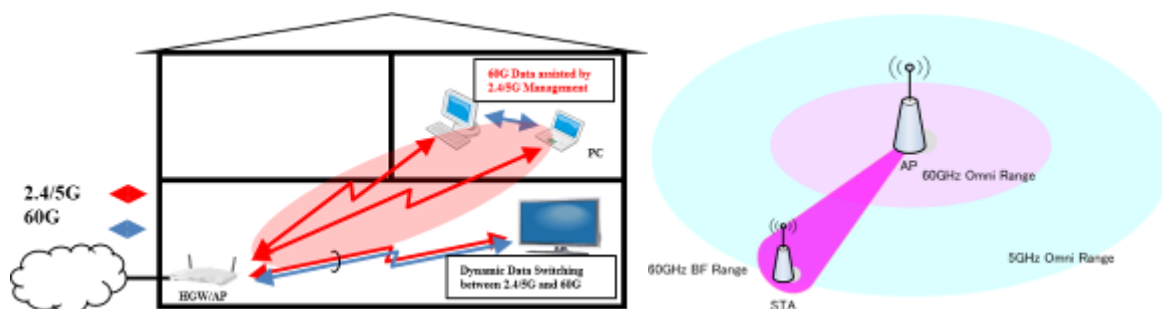 60G Data assisted by
2.4/5G Management
PC
2.4/5G
60G
HGW/AP
Dynamic Data Switching
between 2.4/5G and 60G
AP
60GHz Omni Range
60GHz BF Range
5GHz Omni Range
STA